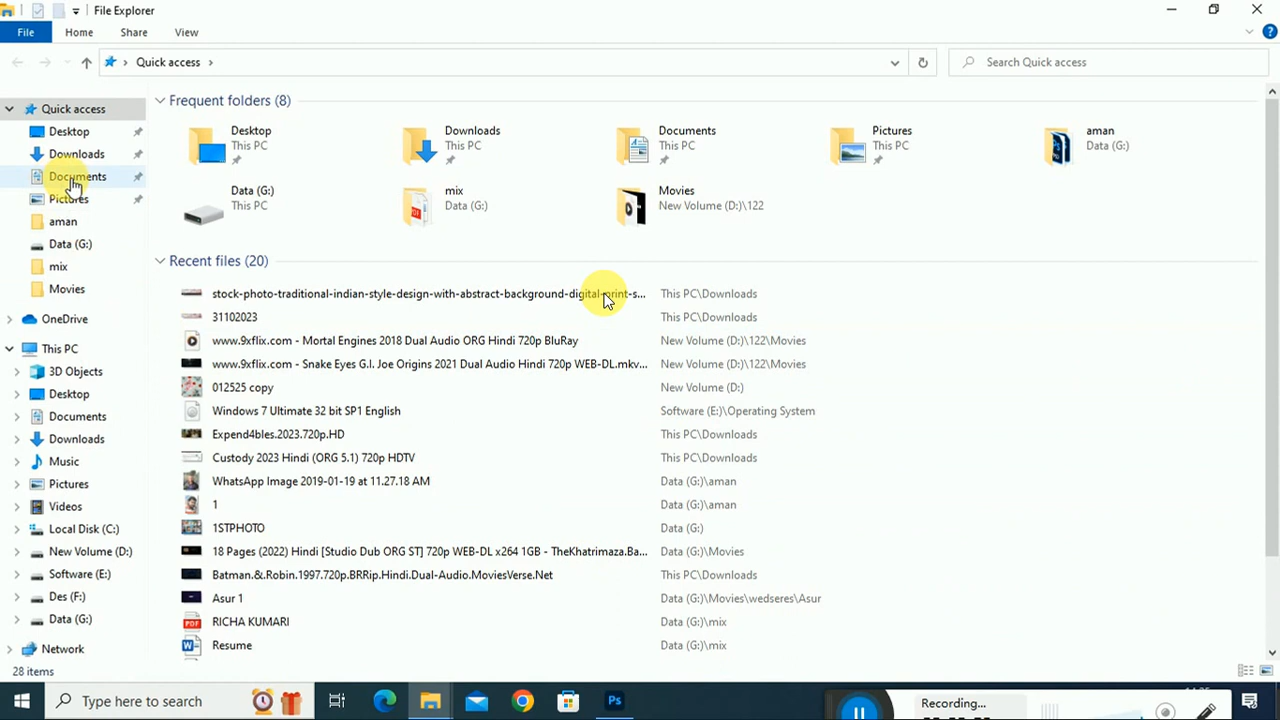 File Explorer
File Home Share View
Quick access
Search Quick access
Quick access
Desktop
Downloads
Documents
Pictures
aman
Data (G:)
mix
Movies
OneDrive
This PC
3D Objects
Desktop
Documents
Downloads
Music
Pictures
Videos
Local Disk (C:)
New Volume (D:)
Software (E:)
Des (F:)
Data (G:)
Network
Frequent folders (8)
Desktop
This PC
Downloads
This PC
Documents
This PC
Pictures
This PC
aman
Data (G:)
Data (G:)
This PC
mix
Data (G:)
Movies
New Volume (D:)\122
Recent files (20)
stock-photo-traditional-indian-style-design-with-abstract-background-digital-print-s... This PC\Downloads
31102023 This PC\Downloads
www.9xflix.com - Mortal Engines 2018 Dual Audio ORG Hindi 720p BluRay New Volume (D:)\122\Movies
www.9xflix.com - Snake Eyes G.I. Joe Origins 2021 Dual Audio Hindi 720p WEB-DL.mkv... New Volume (D:)\122\Movies
012525 copy New Volume (D:)
Windows 7 Ultimate 32 bit SP1 English Software (E:)\Operating System
Expend4bles.2023.720p.HD This PC\Downloads
Custody 2023 Hindi (ORG 5.1) 720p HDTV This PC\Downloads
WhatsApp Image 2019-01-19 at 11.27.18 AM Data (G:)\aman
1 Data (G:)\aman
1STPHOTO Data (G:)
18 Pages (2022) Hindi [Studio Dub ORG ST] 720p WEB-DL x264 1GB - TheKhatrimaza.Ba... Data (G:)\Movies
Batman.&.Robin.1997.720p.BRRip.Hindi.Dual-Audio.MoviesVerse.Net This PC\Downloads
Asur 1 Data (G:)\Movies\wedseres\Asur
RICHA KUMARI Data (G:)\mix
Resume Data (G:)\mix
28 items
Type here to search
Ps
Recording...